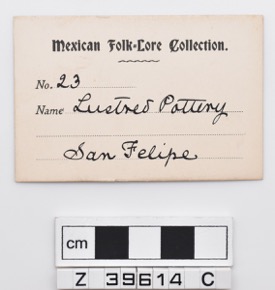 Mexican Folk-Lore Collection.
No. 23
Name Lustred Pottery
San Felipe
cm
Z 39614 C